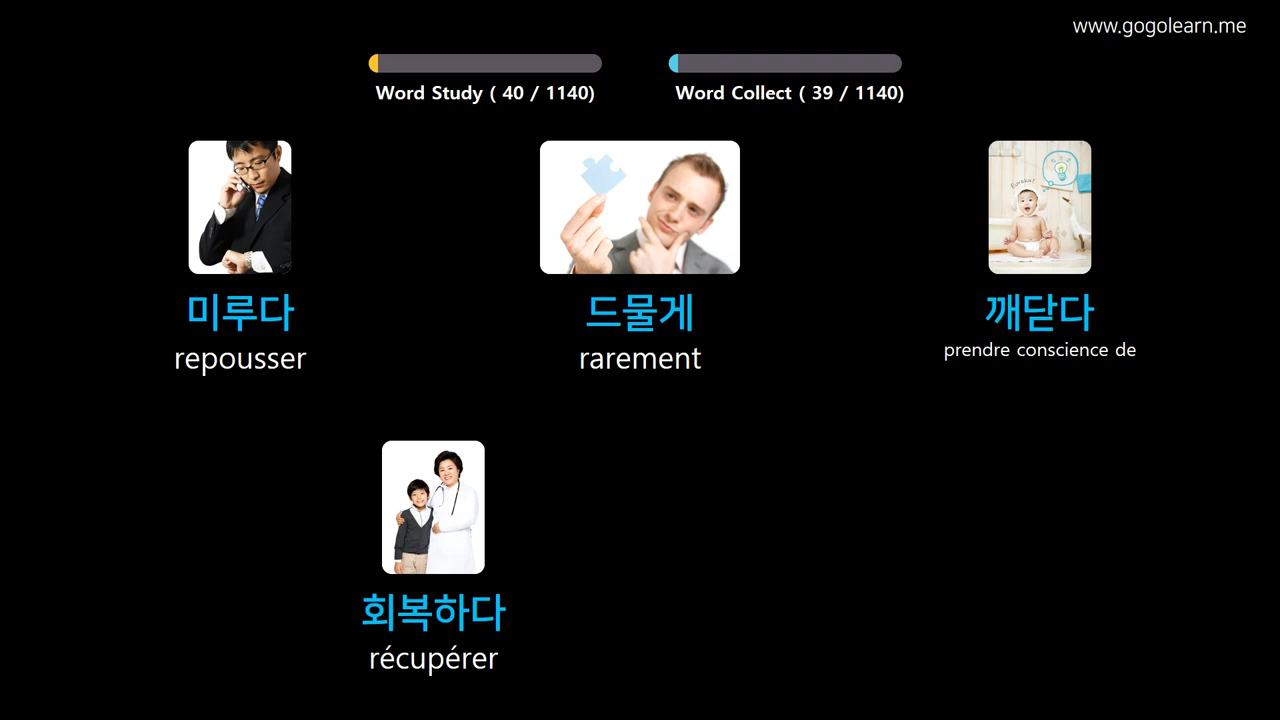 www.gogolearn.me
Word Study ( 40 / 1140)
Word Collect ( 39 / 1140)
Eureka!
미루다
드물게
깨닫다
repousser
rarement
prendre conscience de
회복하다
récupérer